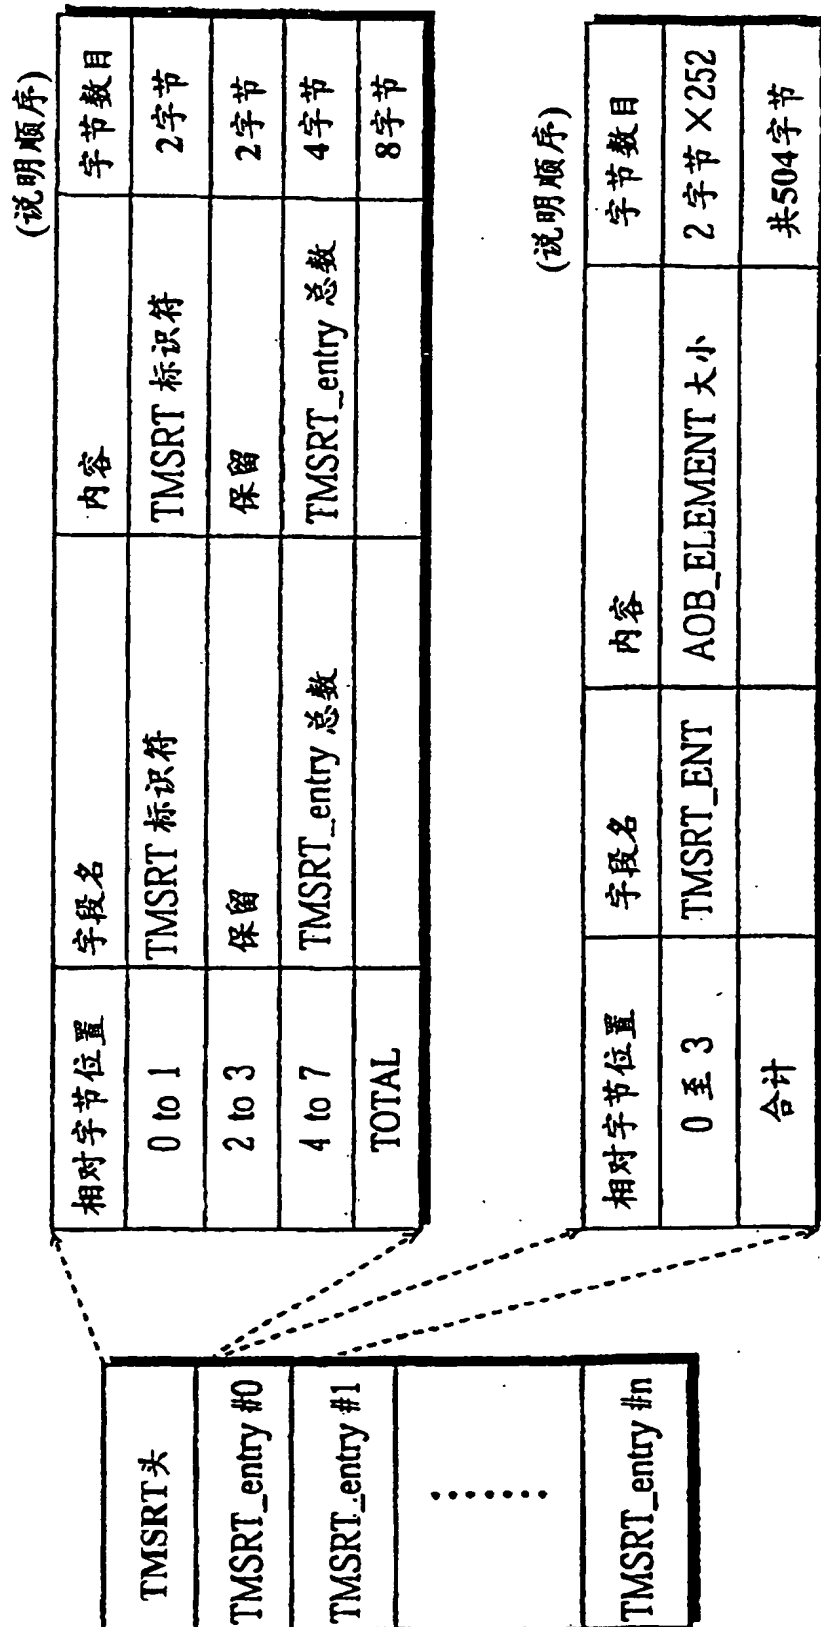 TMSRT头
TMSRT_entry #0
TMSRT_entry #1
.......
TMSRT_entry #n
(说明顺序)
相对字节位置 字段名 内容 字节数目
0 to 1 TMSRT 标识符 TMSRT 标识符 2字节
2 to 3 保留 保留 2字节
4 to 7 TMSRT_entry 总数 TMSRT_entry 总数 4字节
TOTAL 8字节
(说明顺序)
相对字节位置 字段名 内容 字节数目
0 至 3 TMSRT_ENT AOB_ELEMENT 大小 2 字节×252
合计 共504字节